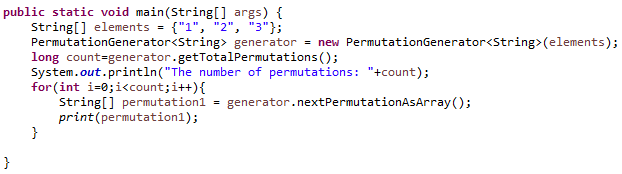 public static void main(String[] args) {
    String[] elements = {"1", "2", "3"};
    PermutationGenerator<String> generator = new PermutationGenerator<String>(elements);
    long count=generator.getTotalPermutations();
    System.out.println("The number of permutations: "+count);
    for(int i=0;i<count;i++){
        String[] permutation1 = generator.nextPermutationAsArray();
        print(permutation1);
    }
}